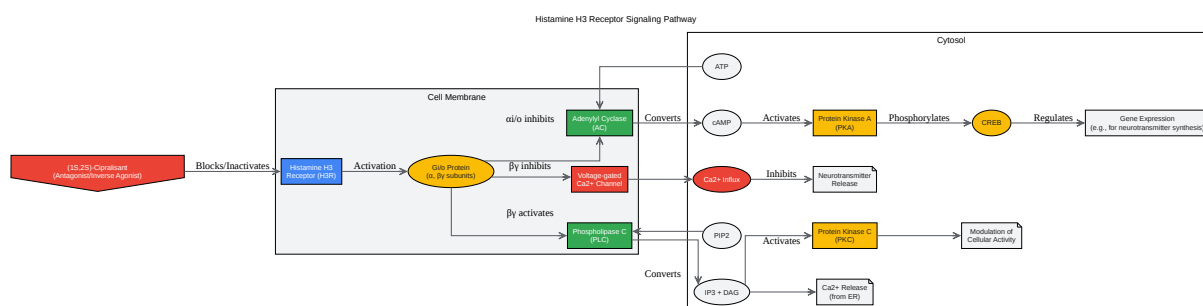 Histamine H3 Receptor Signaling Pathway
Cytosol
Cell Membrane
ATP
αi/o inhibits
Adenylyl Cyclase
(AC)
Converts
cAMP
Activates
Protein Kinase A
(PKA)
Phosphorylates
CREB
Regulates
Gene Expression
(e.g., for neurotransmitter synthesis)
(1S,2S)-Cipralisant
(Antagonist/Inverse Agonist)
Blocks/Inactivates
Histamine H3
Receptor (H3R)
Activation
Gi/o Protein
(α, βγ subunits)
βγ inhibits
Voltage-gated
Ca2+ Channel
Ca2+ Influx
Inhibits
Neurotransmitter
Release
βγ activates
Phospholipase C
(PLC)
PIP2
Activates
Protein Kinase C
(PKC)
Modulation of
Cellular Activity
Converts
IP3 + DAG
Ca2+ Release
(from ER)